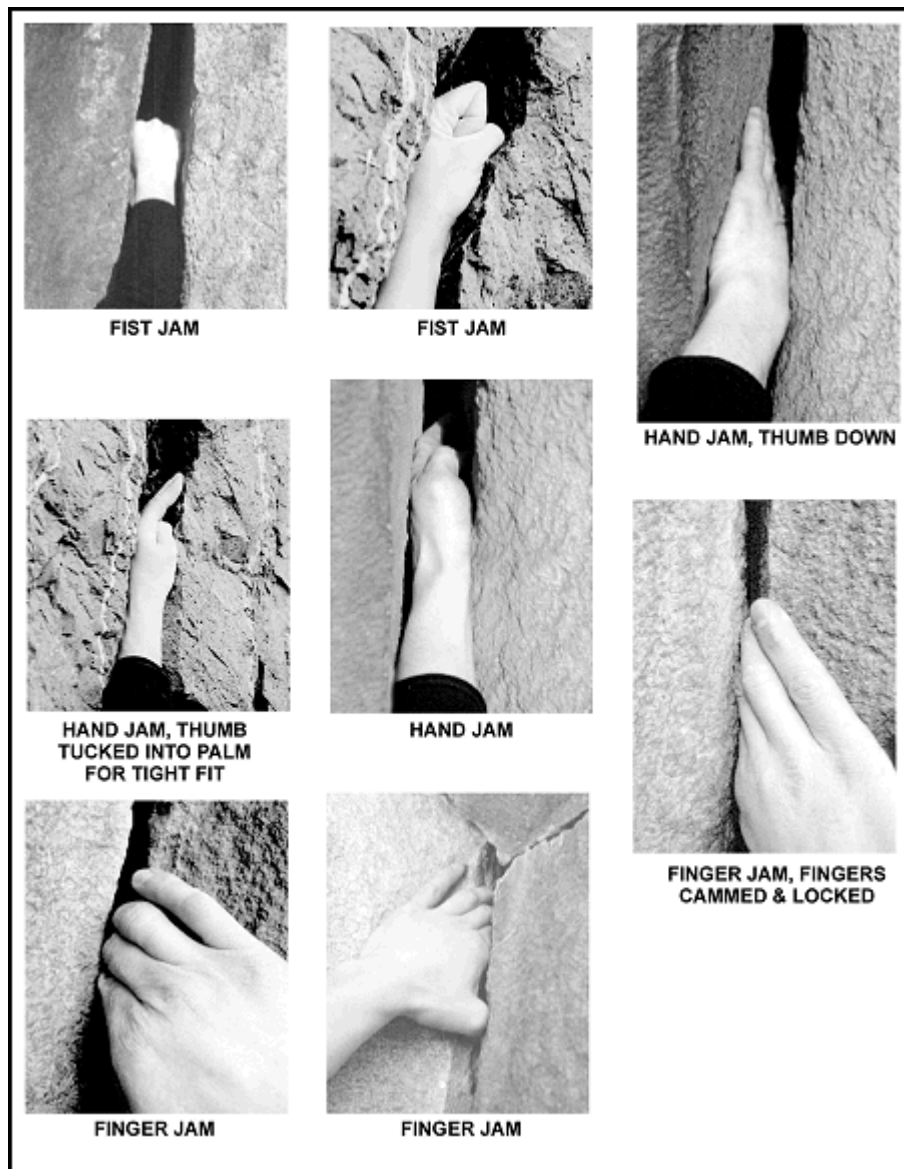 FIST JAM
FIST JAM
HAND JAM, THUMB DOWN
HAND JAM, THUMB
TUCKED INTO PALM
FOR TIGHT FIT
HAND JAM
FINGER JAM, FINGERS
CAMMED & LOCKED
FINGER JAM
FINGER JAM